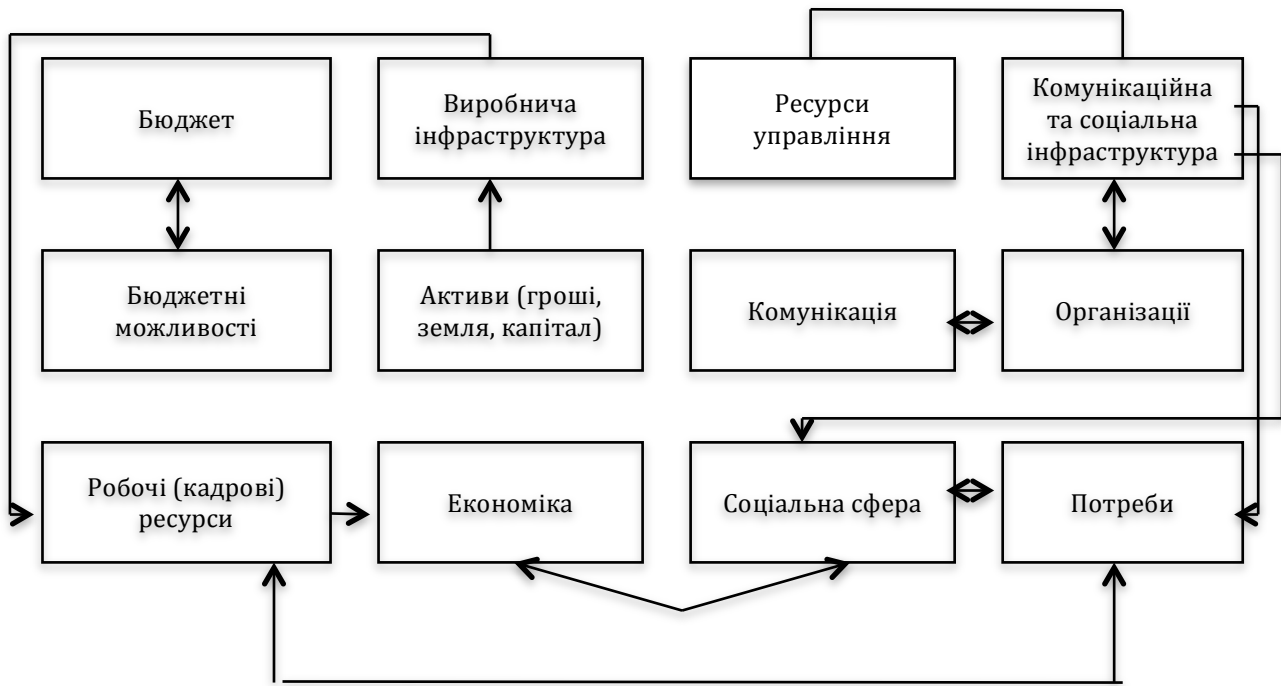 Бюджет
Виробнича
інфраструктура
Ресурси
управління
Комунікаційна
та соціальна
інфраструктура
Бюджетні
можливості
Активи (гроші,
земля, капітал)
Комунікація
Організації
Робочі (кадрові)
ресурси
Економіка
Соціальна сфера
Потреби